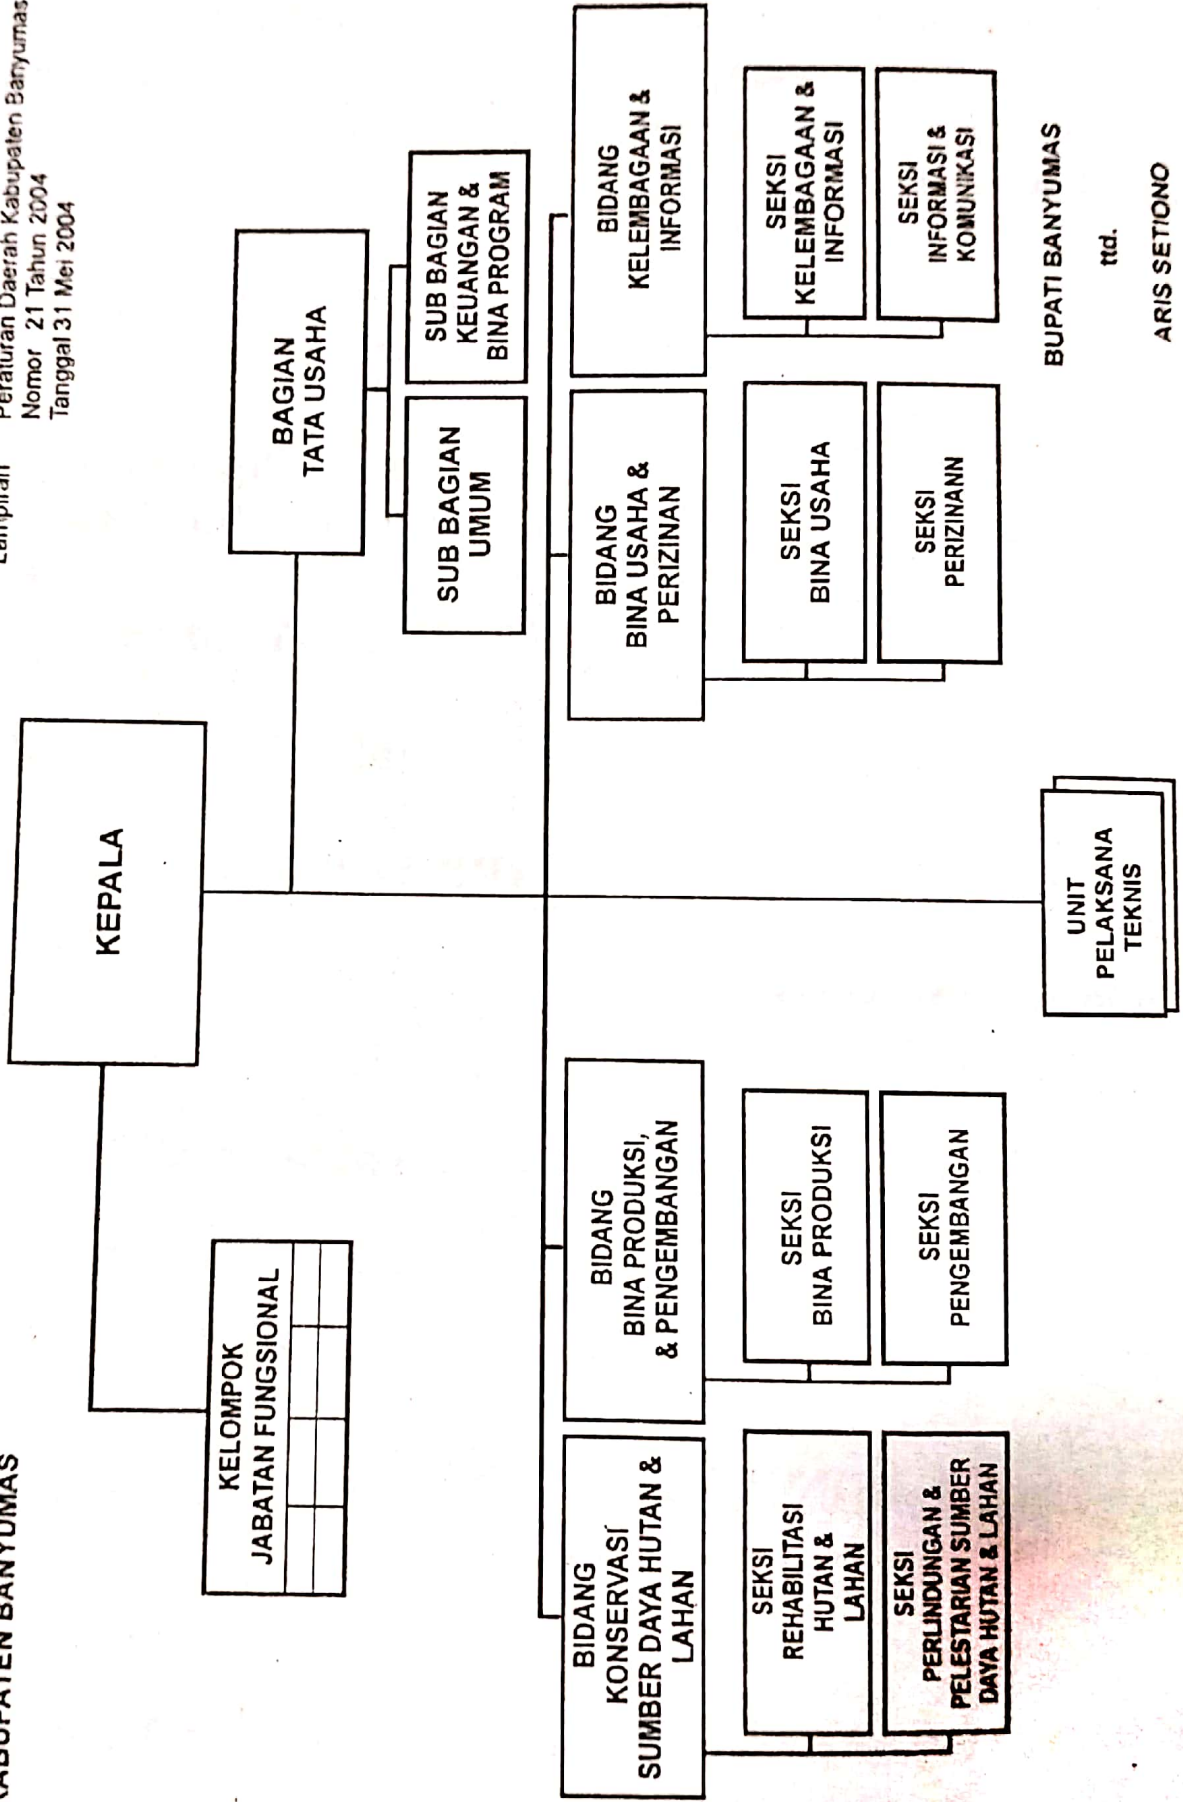 KABUPATEN BANYUMAS
Lampiran
Peraturan Daerah Kabupaten Banyumas
Nomor 21 Tahun 2004
Tanggal 31 Mei 2004
KEPALA
KELOMPOK
JABATAN FUNGSIONAL
BAGIAN
TATA USAHA
SUB BAGIAN
UMUM
SUB BAGIAN
KEUANGAN &
BINA PROGRAM
BIDANG
KONSERVASI
SUMBER DAYA HUTAN &
LAHAN
BIDANG
BINA PRODUKSI,
& PENGEMBANGAN
BIDANG
BINA USAHA &
PERIZINAN
BIDANG
KELEMBAGAAN &
INFORMASI
SEKSI
REHABILITASI
HUTAN &
LAHAN
SEKSI
BINA PRODUKSI
SEKSI
BINA USAHA
SEKSI
KELEMBAGAAN &
INFORMASI
SEKSI
PERLINDUNGAN &
PELESTARIAN SUMBER
DAYA HUTAN & LAHAN
SEKSI
PENGEMBANGAN
SEKSI
PERIZINANN
SEKSI
INFORMASI &
KOMUNIKASI
UNIT
PELAKSANA
TEKNIS
BUPATI BANYUMAS
ttd.
ARIS SETIONO